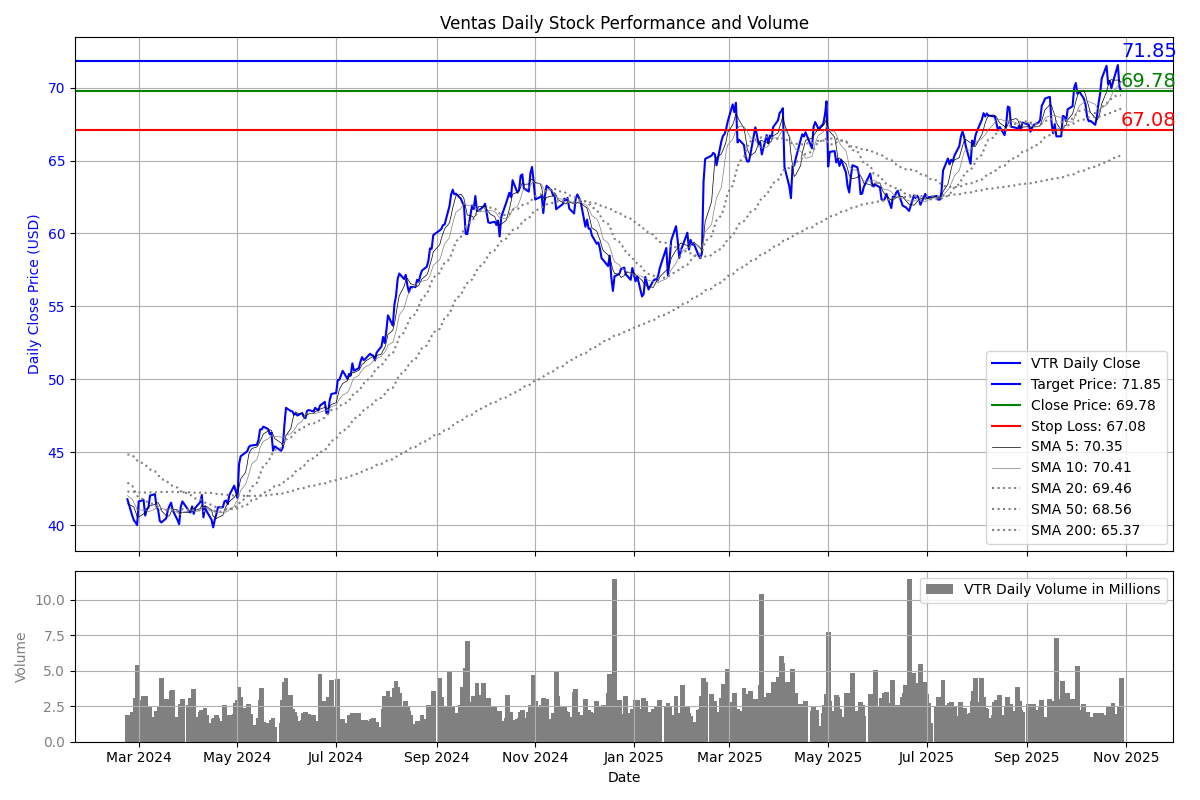 Ventas Daily Stock Performance and Volume
71.85
69.78
67.08
70
65
60
55
50
45
40
Daily Close Price (USD)
VTR Daily Close
Target Price: 71.85
Close Price: 69.78
Stop Loss: 67.08
SMA 5: 70.35
SMA 10: 70.41
SMA 20: 69.46
SMA 50: 68.56
SMA 200: 65.37
VTR Daily Volume in Millions
10.0
7.5
5.0
2.5
0.0
Volume
Mar 2024 May 2024 Jul 2024 Sep 2024 Nov 2024 Jan 2025 Mar 2025 May 2025 Jul 2025 Sep 2025 Nov 2025
Date